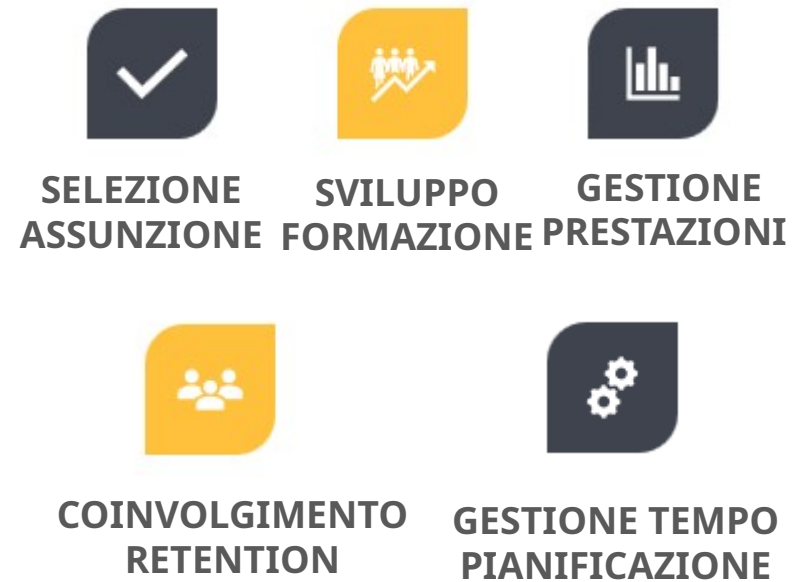 SELEZIONE
ASSUNZIONE
SVILUPPO
FORMAZIONE
GESTIONE
PRESTAZIONI
COINVOLGIMENTO
RETENTION
GESTIONE TEMPO
PIANIFICAZIONE